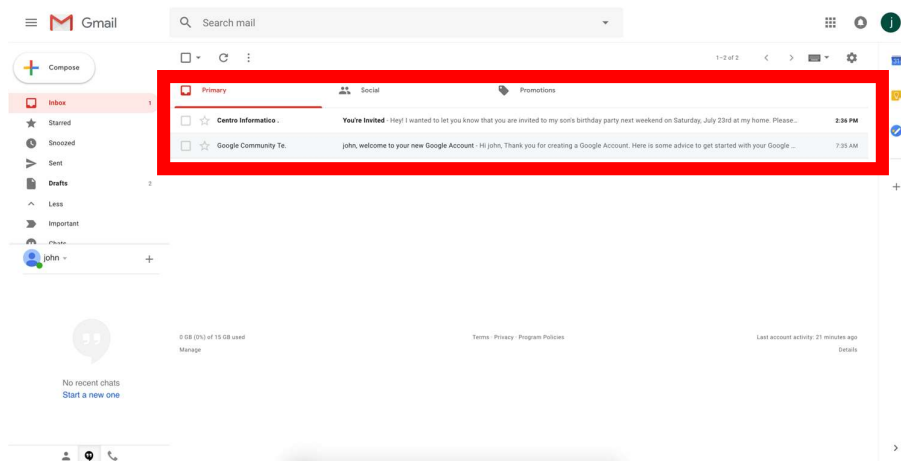 Gmail
Search mail
j
Compose
1-2 of 2
31
Primary
Social
Promotions
Inbox 1
Centro Informatico . You're Invited - Hey! I wanted to let you know that you are invited to my son's birthday party next weekend on Saturday, July 23rd at my home. Please... 2:36 PM
Starred
Google Community Te. john, welcome to your new Google Account - Hi john, Thank you for creating a Google Account. Here is some advice to get started with your Google ... 7:35 AM
Snoozed
Sent
Drafts 2
Less
Important
Chats
john
0 GB (0%) of 15 GB used
Manage
Terms · Privacy · Program Policies
Last account activity: 21 minutes ago
Details
No recent chats
Start a new one